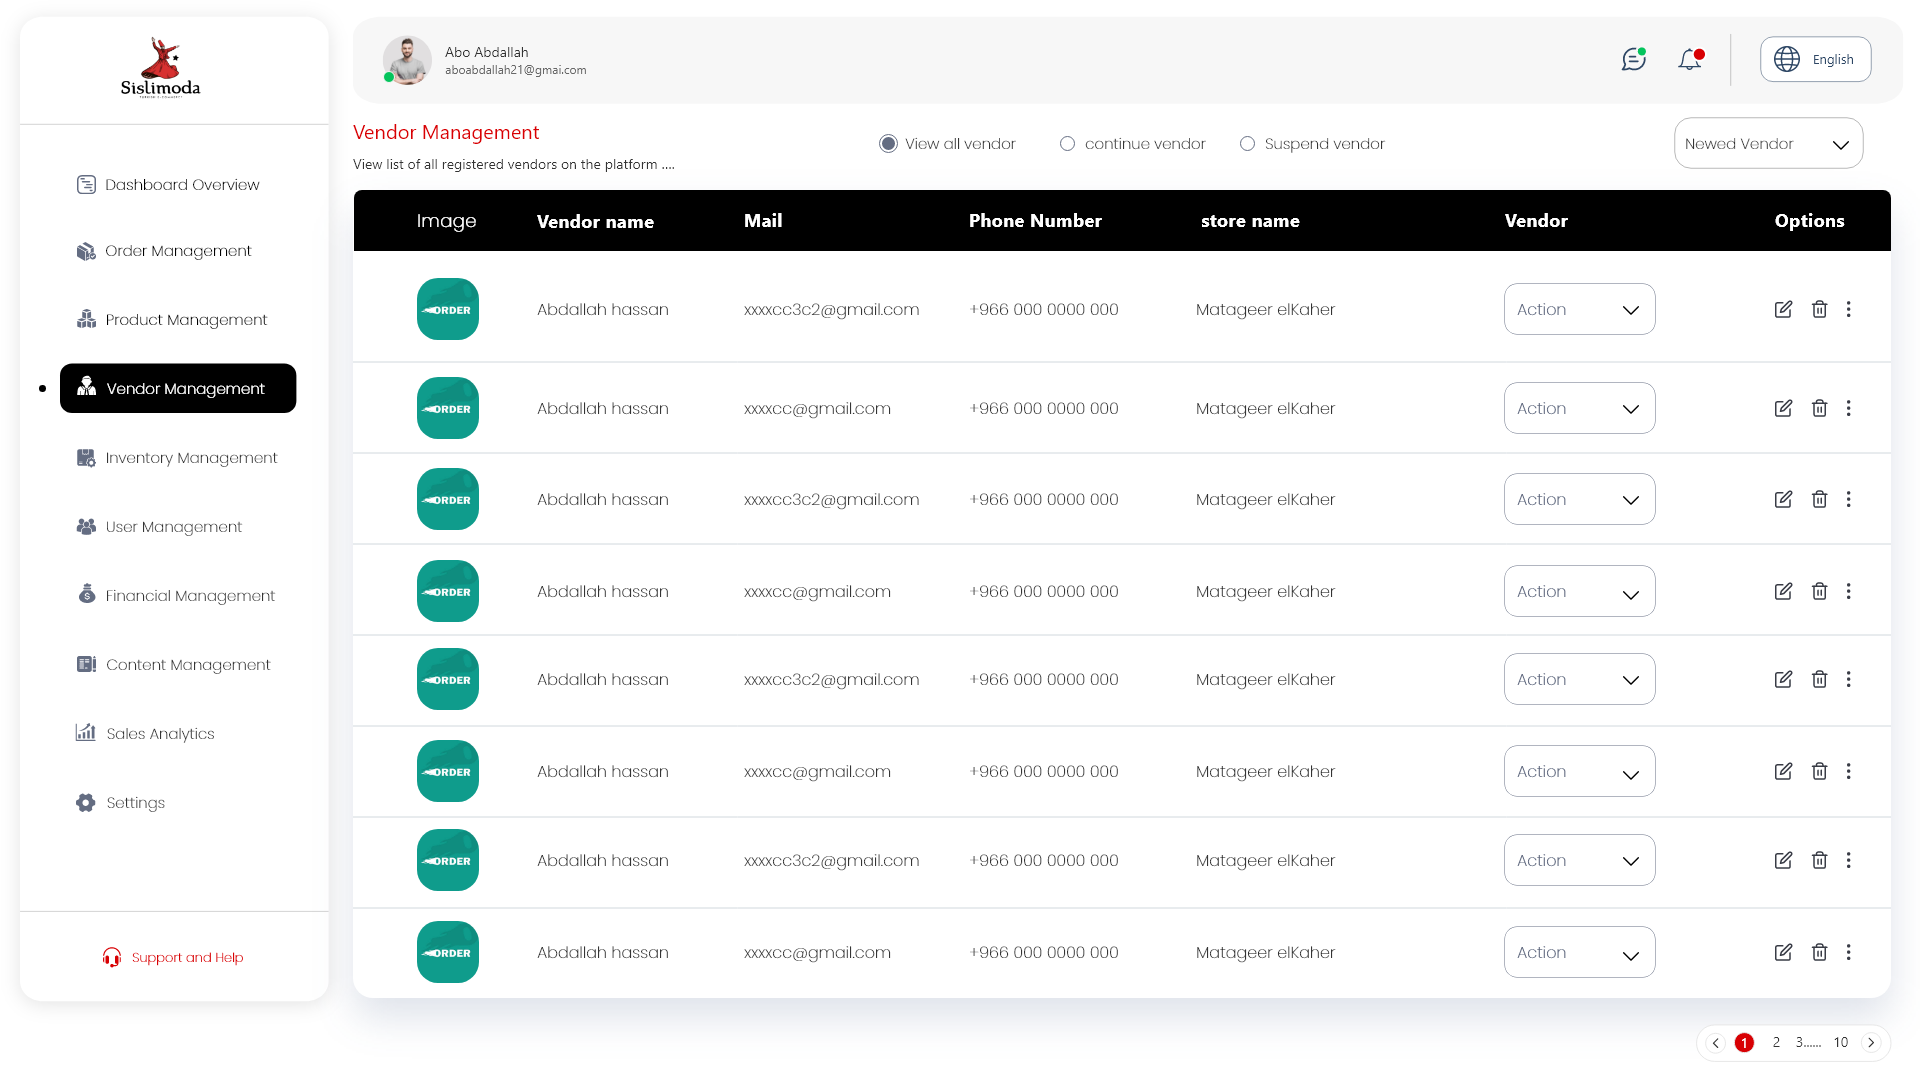 Sislimoda
Dashboard Overview
Order Management
Product Management
Vendor Management
Inventory Management
User Management
Financial Management
Content Management
Sales Analytics
Settings
Support and Help
Abo Abdallah
aboabdallah21@gmai.com
English
Vendor Management
View list of all registered vendors on the platform ....
View all vendor
continue vendor
Suspend vendor
Newed Vendor
Image Vendor name Mail Phone Number store name Vendor Options
ORDER Abdallah hassan xxxxcc3c2@gmail.com +966 000 0000 000 Matageer elKaher Action
ORDER Abdallah hassan xxxxcc@gmail.com +966 000 0000 000 Matageer elKaher Action
ORDER Abdallah hassan xxxxcc3c2@gmail.com +966 000 0000 000 Matageer elKaher Action
ORDER Abdallah hassan xxxxcc@gmail.com +966 000 0000 000 Matageer elKaher Action
ORDER Abdallah hassan xxxxcc3c2@gmail.com +966 000 0000 000 Matageer elKaher Action
ORDER Abdallah hassan xxxxcc@gmail.com +966 000 0000 000 Matageer elKaher Action
ORDER Abdallah hassan xxxxcc3c2@gmail.com +966 000 0000 000 Matageer elKaher Action
ORDER Abdallah hassan xxxxcc@gmail.com +966 000 0000 000 Matageer elKaher Action
1 2 3...... 10